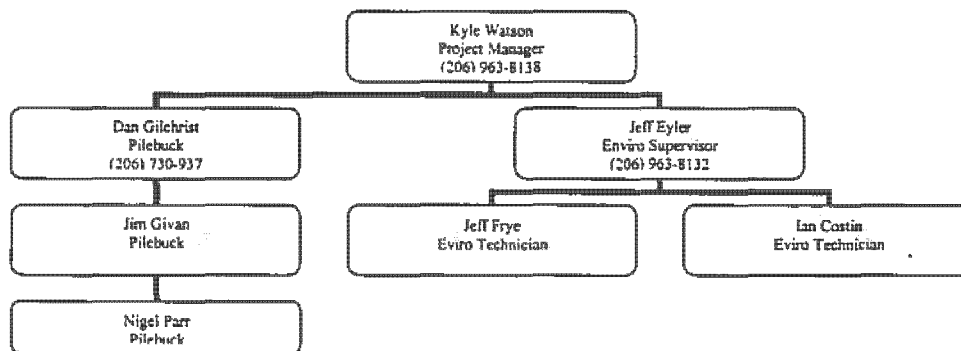 Kyle Watson
Project Manager
(206) 963-8138
Dan Gilchrist
Pilebuck
(206) 730-937
Jeff Eyler
Enviro Supervisor
(206) 963-8132
Jim Givan
Pilebuck
Jeff Frye
Eviro Technician
Ian Costin
Eviro Technician
Nigel Parr
Pilebuck